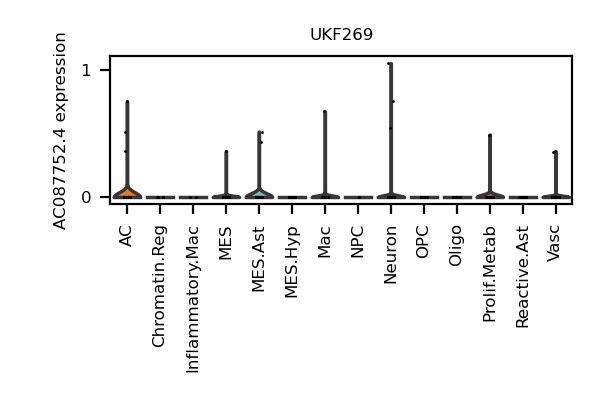 UKF269
AC087752.4 expression
1
0
AC
Chromatin.Reg
Inflammatory.Mac
MES
MES.Ast
MES.Hyp
Mac
NPC
Neuron
OPC
Oligo
Prolif.Metab
Reactive.Ast
Vasc